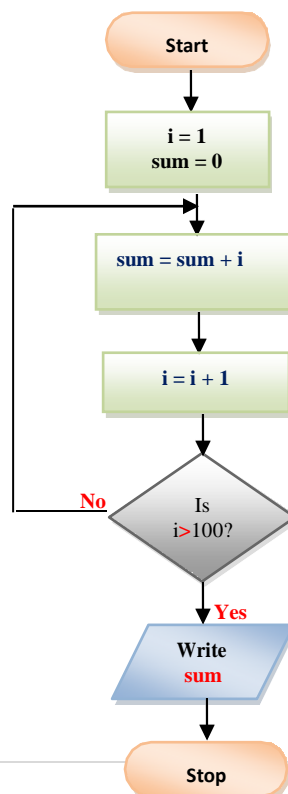 Start
i = 1
sum = 0
sum = sum + i
i = i + 1
Is
i>100?
No
Yes
Write
sum
Stop